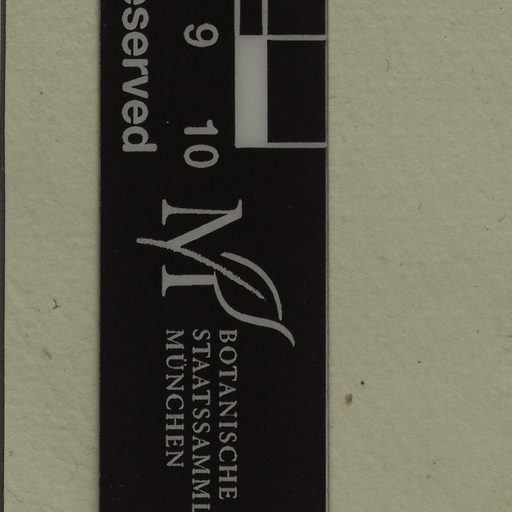 eserved
9 10
M
BOTANISCHE
STAATSSAMML
MÜNCHEN